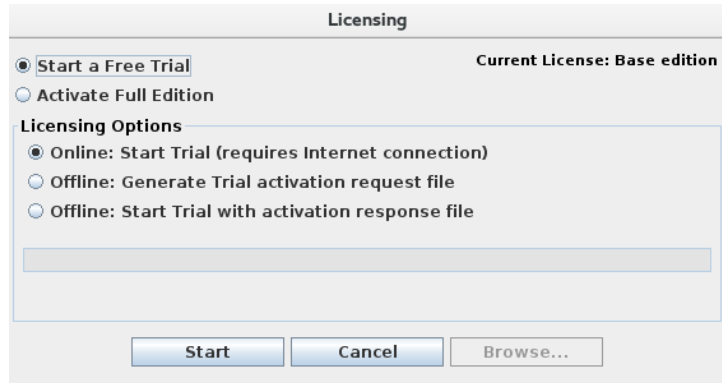 Licensing
Start a Free Trial
Current License: Base edition
Activate Full Edition
Licensing Options
Online: Start Trial (requires Internet connection)
Offline: Generate Trial activation request file
Offline: Start Trial with activation response file
Start
Cancel
Browse...